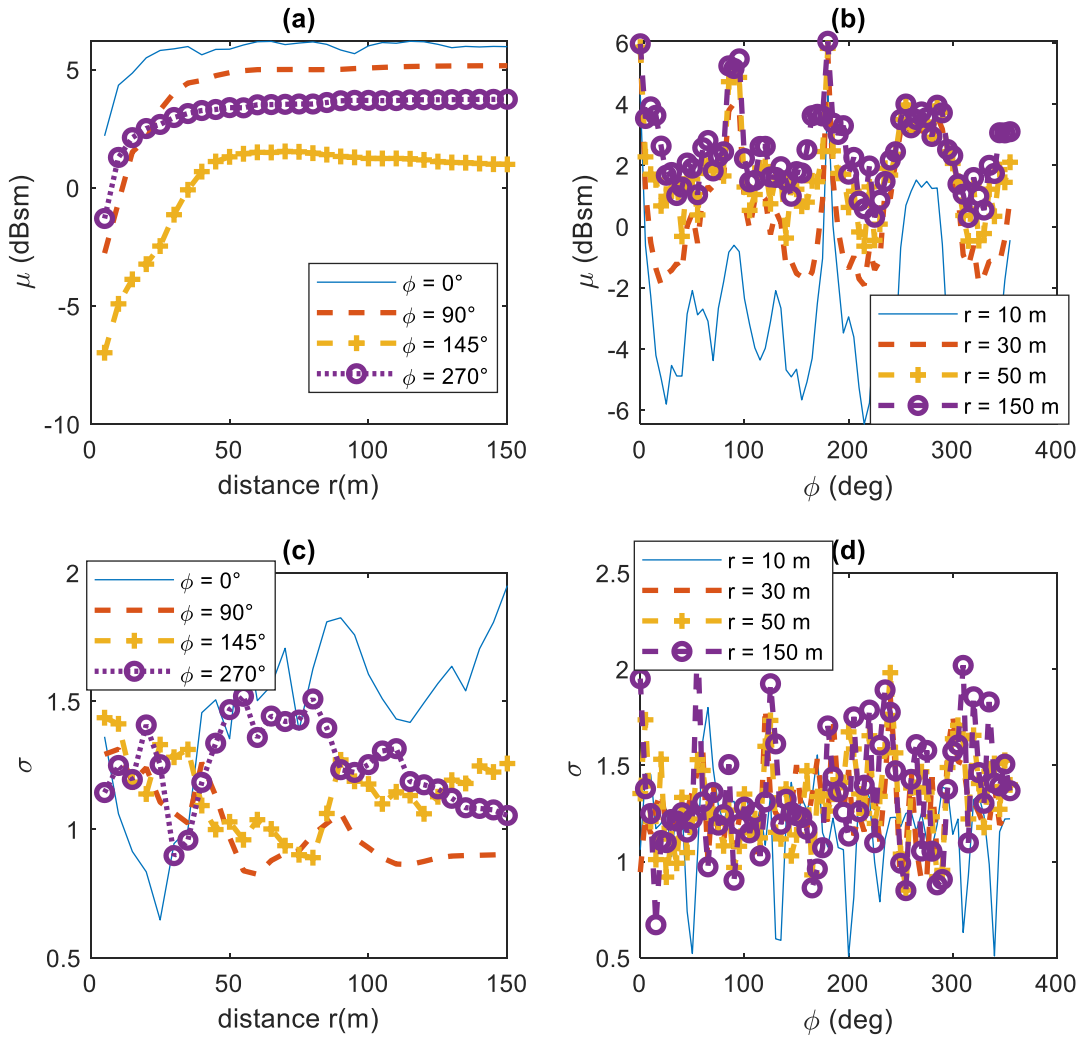 (a)
5
0
-5
-10
μ (dBsm)
0 50 100 150
distance r(m)
ϕ = 0°
ϕ = 90°
ϕ = 145°
ϕ = 270°
(b)
6
4
2
0
-2
-4
-6
μ (dBsm)
0 100 200 300 400
ϕ (deg)
r = 10 m
r = 30 m
r = 50 m
r = 150 m
(c)
2
1.5
1
0.5
σ
0 50 100 150
distance r(m)
ϕ = 0°
ϕ = 90°
ϕ = 145°
ϕ = 270°
(d)
2.5
2
1.5
1
0.5
σ
0 100 200 300 400
ϕ (deg)
r = 10 m
r = 30 m
r = 50 m
r = 150 m